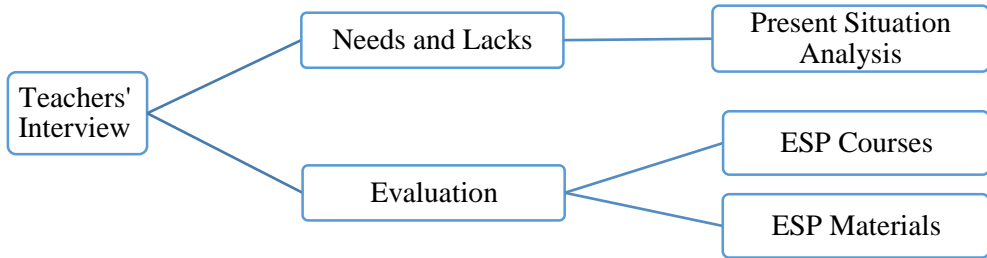 Teachers'
Interview
Needs and Lacks
Present Situation
Analysis
Evaluation
ESP Courses
ESP Materials